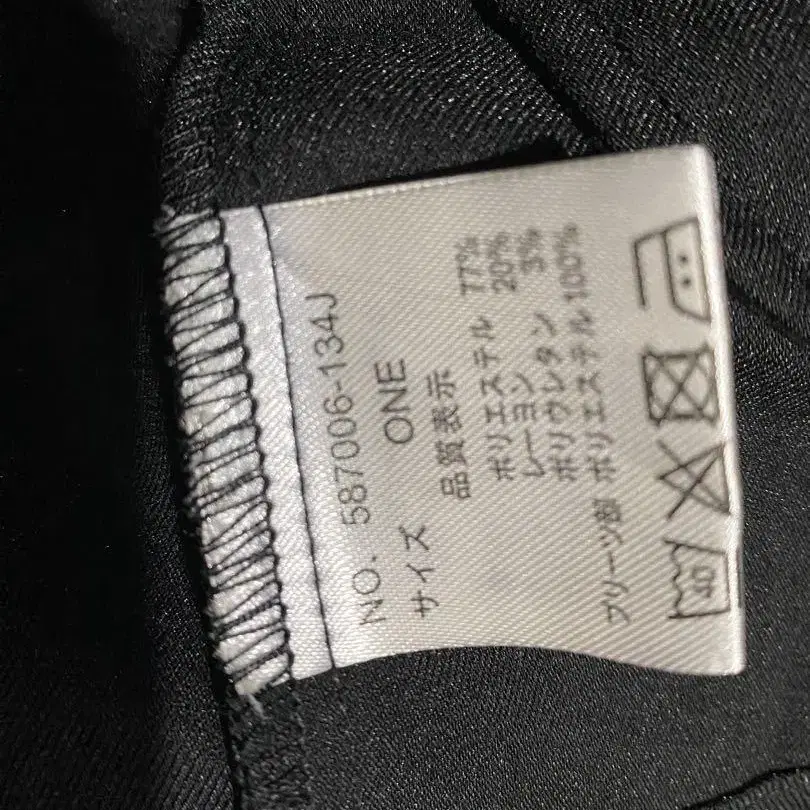 NO. 587006-134J
サイズ ONE
品質表示
ポリエステル 77%
レーヨン 20%
ポリウレタン 3%
プリーツ部 ポリエステル 100%
40